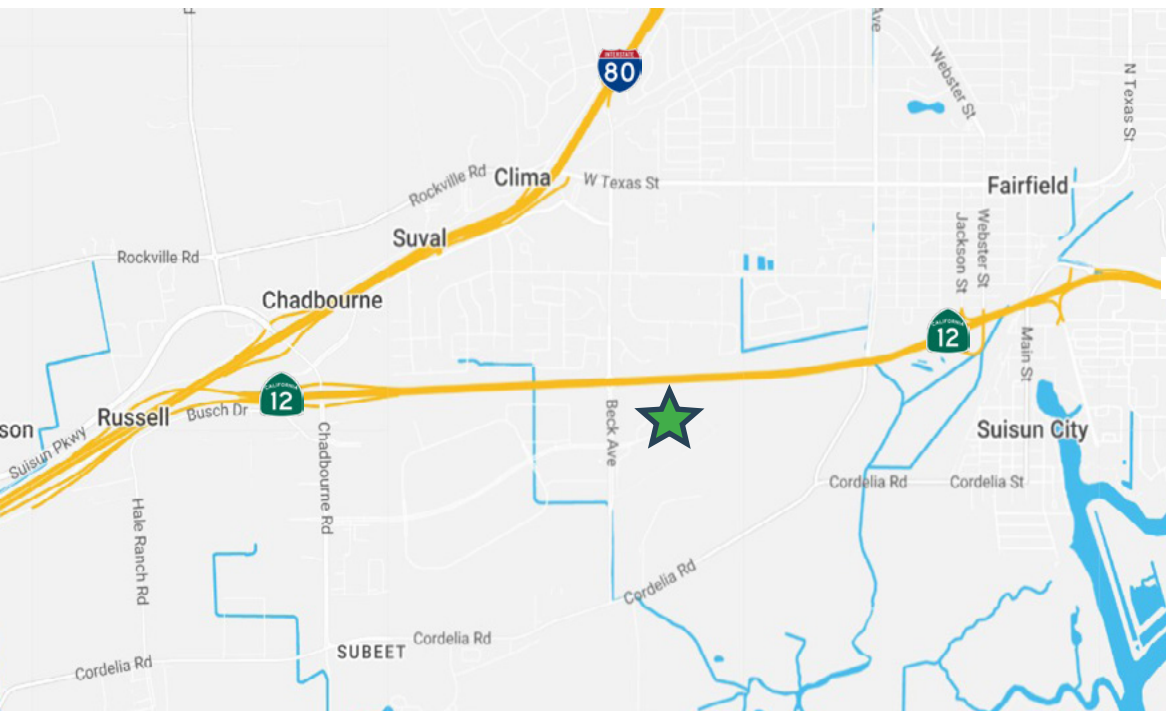 Ave
Webster St
N Texas St
INTERSTATE
80
Rockville Rd
Clima
W Texas St
Fairfield
Suval
Webster St
Jackson St
Rockville Rd
Chadbourne
CALIFORNIA
12
Main St
CALIFORNIA
12
Russell
Busch Dr
son
Suisun Pkwy
Chadbourne Rd
Beck Ave
Suisun City
Cordelia Rd
Cordelia St
Hale Ranch Rd
Cordelia Rd
Cordelia Rd
SUBEET
Cordelia Rd